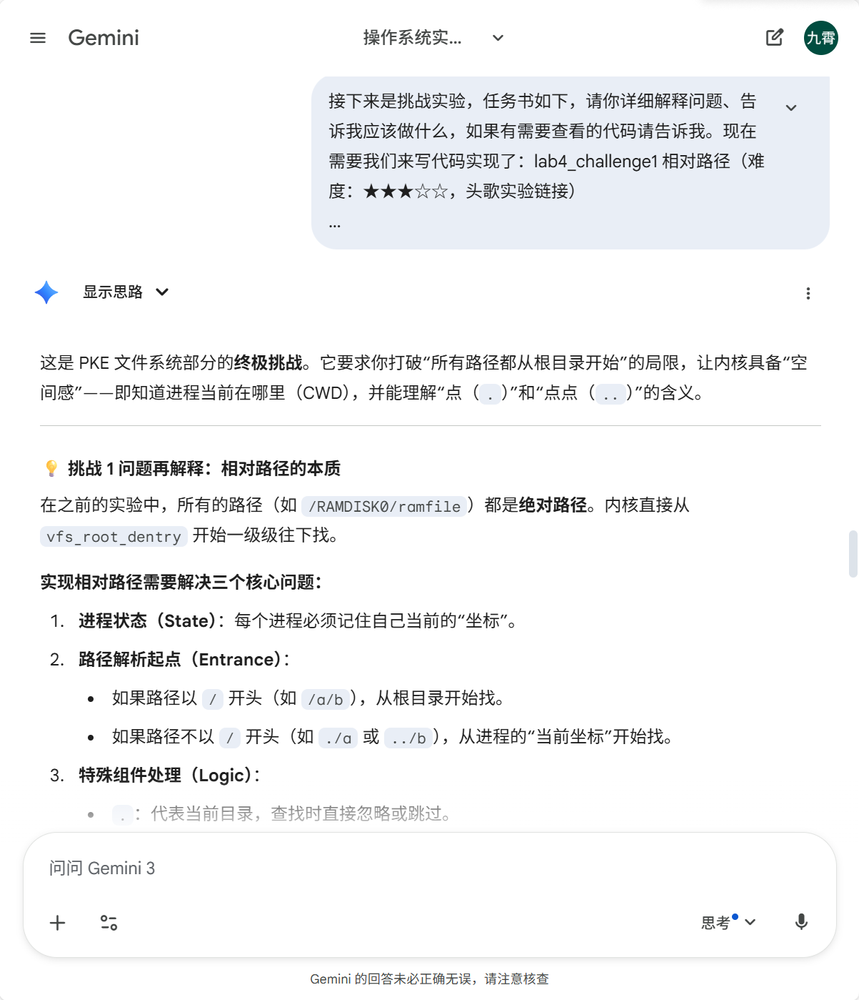 Gemini
操作系统实...
九霄
接下来是挑战实验，任务书如下，请你详细解释问题、告
诉我应该做什么，如果有需要查看的代码请告诉我。现在
需要我们来写代码实现了：lab4_challenge1 相对路径（难
度：★★★☆☆，头歌实验链接）
...
显示思路
这是 PKE 文件系统部分的终极挑战。它要求你打破“所有路径都从根目录开始”的局限，让内核具备“空
间感”——即知道进程当前在哪里（CWD），并能理解“点（ . ）”和“点点（ .. ）”的含义。
💡 挑战 1 问题再解释：相对路径的本质
在之前的实验中，所有的路径（如 /RAMDISK0/ramfile ）都是绝对路径。内核直接从
vfs_root_dentry 开始一级级往下找。
实现相对路径需要解决三个核心问题：
1. 进程状态（State）：每个进程必须记住自己当前的“坐标”。
2. 路径解析起点（Entrance）：
• 如果路径以 / 开头（如 /a/b ），从根目录开始找。
• 如果路径不以 / 开头（如 ./a 或 ../b ），从进程的“当前坐标”开始找。
3. 特殊组件处理（Logic）：
• . ：代表当前目录，查找时直接忽略或跳过。
问问 Gemini 3
思考
Gemini 的回答未必正确无误，请注意核查